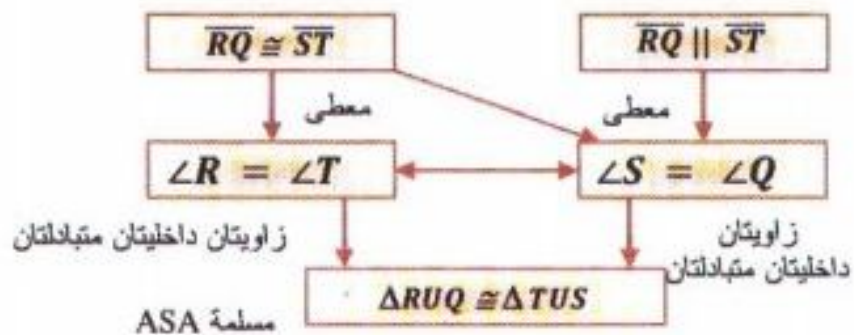 RQ ≅ ST
RQ || ST
معطى
معطى
∠R = ∠T
∠S = ∠Q
زاويتان داخليتان متبادلتان
زاويتان
داخليتان متبادلتان
ΔRUQ ≅ ΔTUS
مسلمة ASA